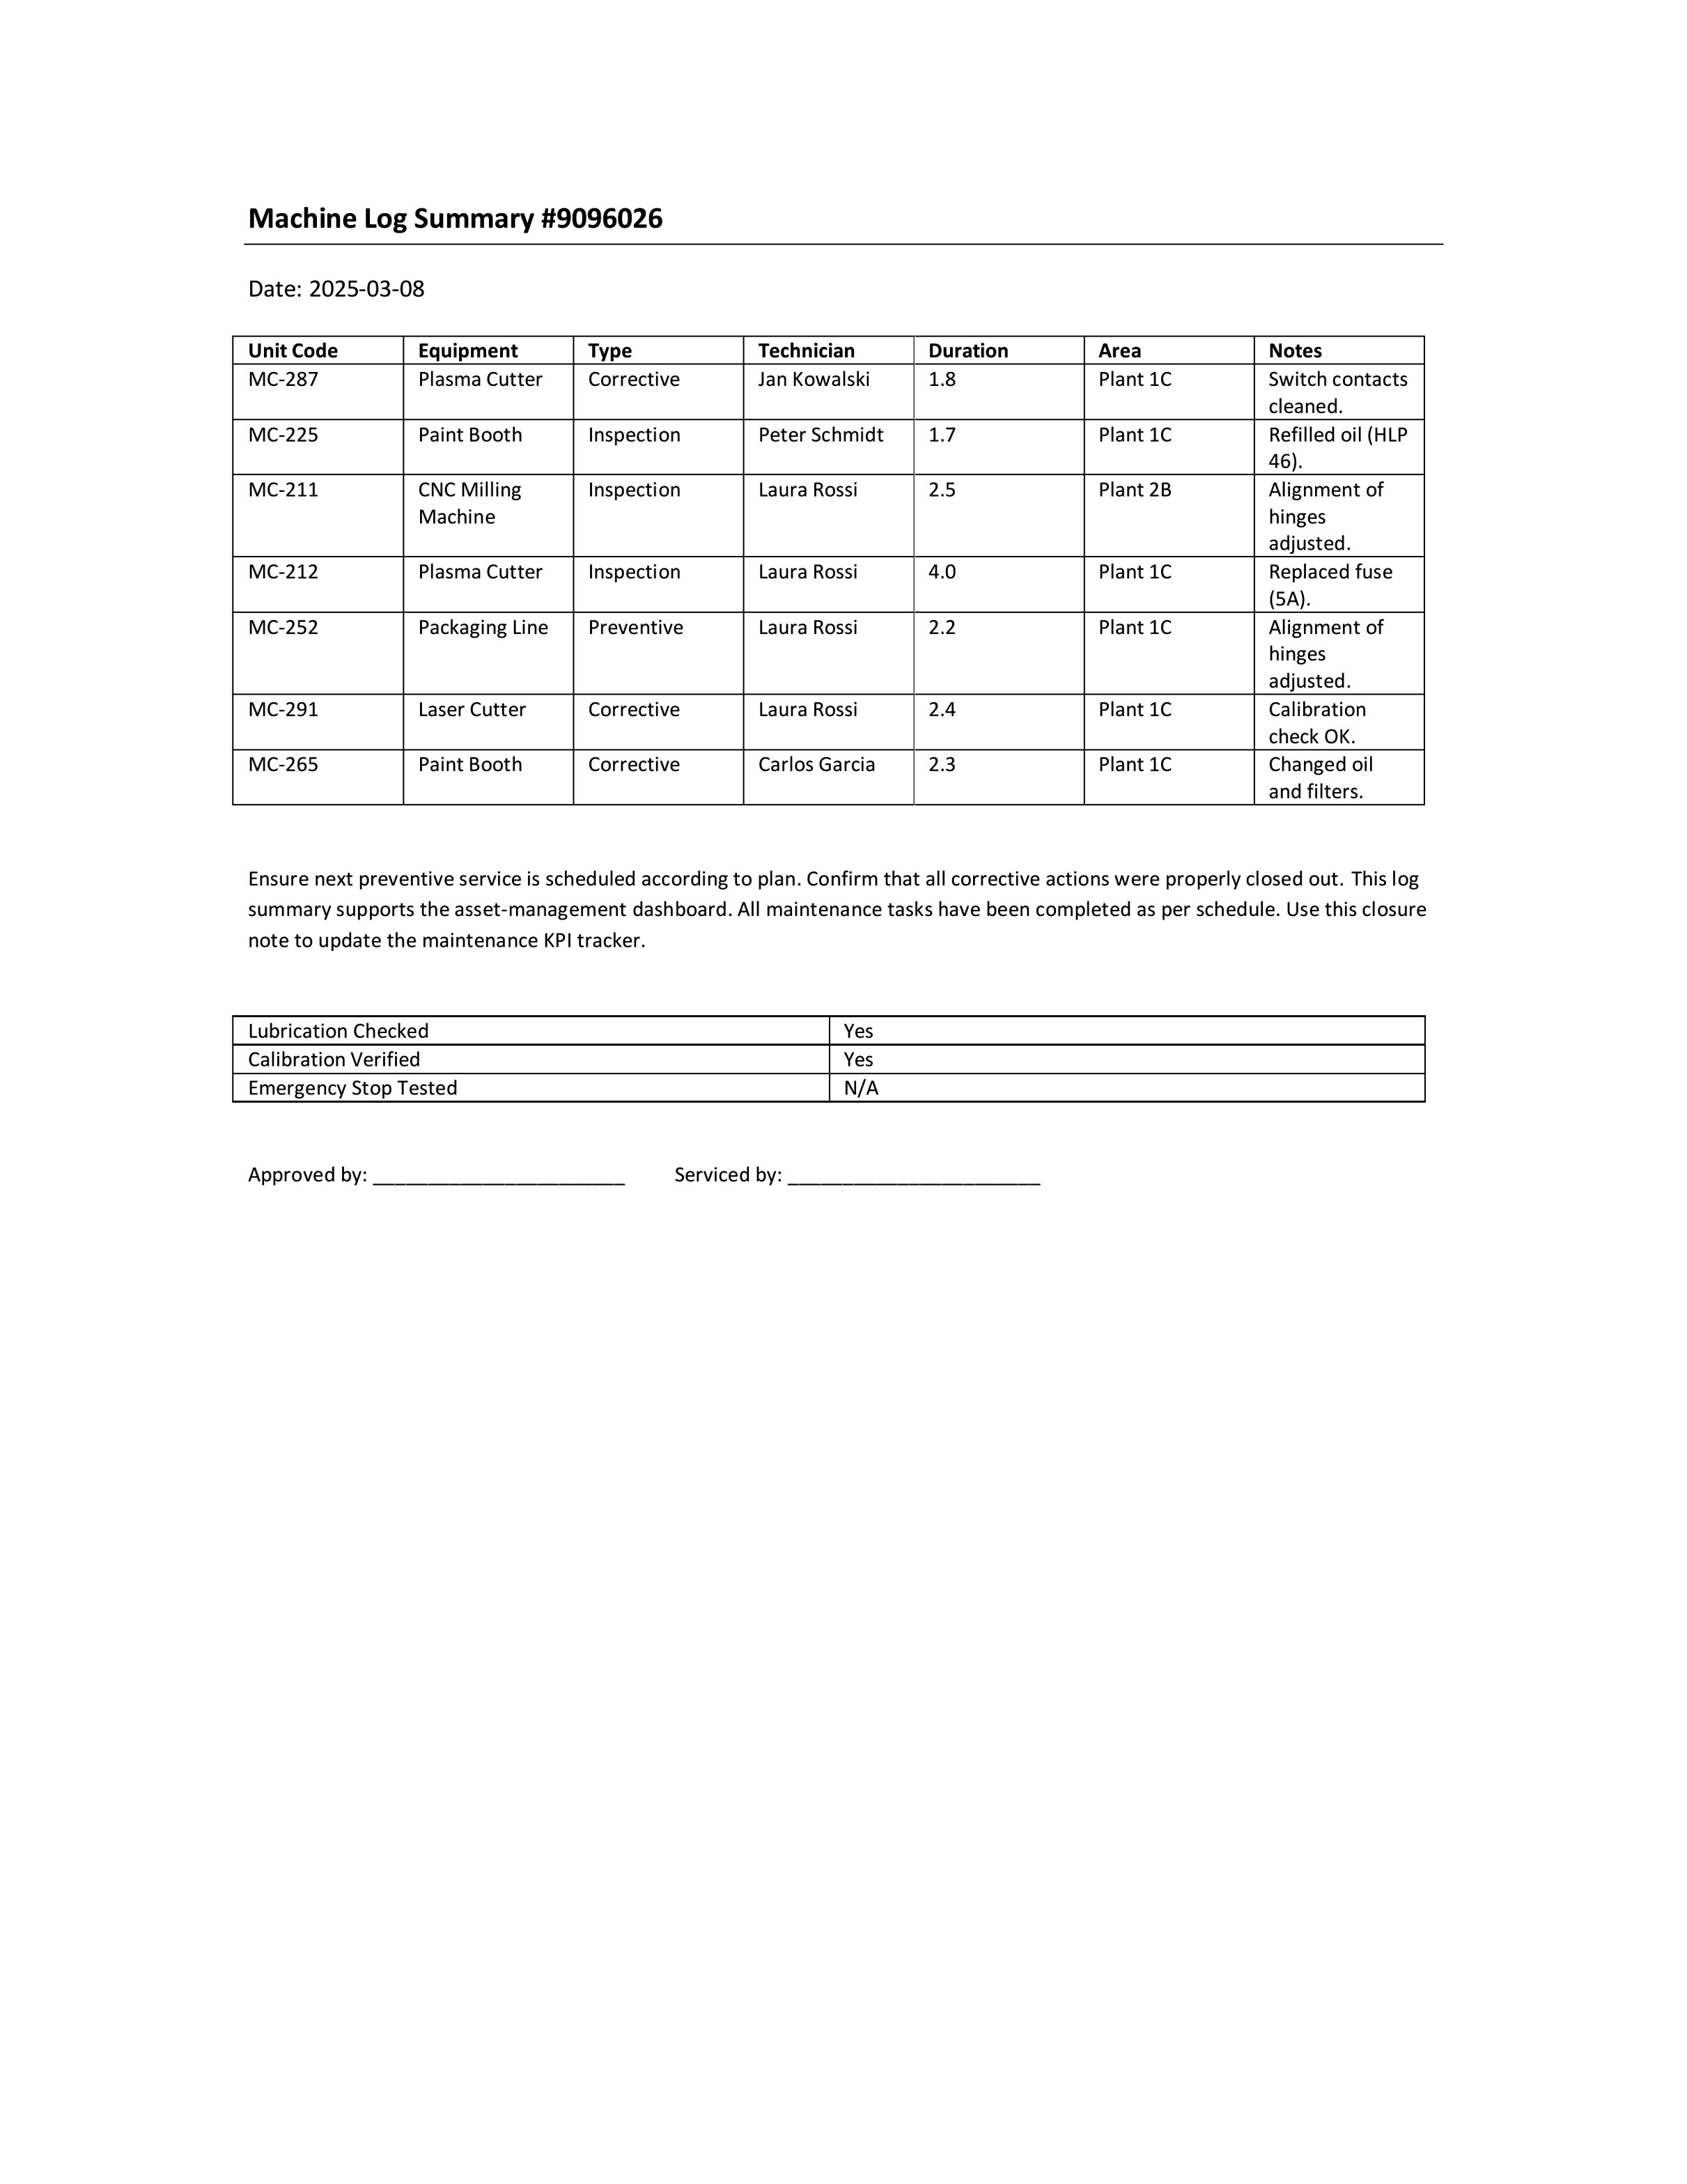 Machine Log Summary #9096026
Date: 2025-03-08
Unit Code Equipment Type Technician Duration Area Notes
MC-287 Plasma Cutter Corrective Jan Kowalski 1.8 Plant 1C Switch contacts
cleaned.
MC-225 Paint Booth Inspection Peter Schmidt 1.7 Plant 1C Refilled oil (HLP
46).
MC-211 CNC Milling Inspection Laura Rossi 2.5 Plant 2B Alignment of
Machine hinges
adjusted.
MC-212 Plasma Cutter Inspection Laura Rossi 4.0 Plant 1C Replaced fuse
(5A).
MC-252 Packaging Line Preventive Laura Rossi 2.2 Plant 1C Alignment of
hinges
adjusted.
MC-291 Laser Cutter Corrective Laura Rossi 2.4 Plant 1C Calibration
check OK.
MC-265 Paint Booth Corrective Carlos Garcia 2.3 Plant 1C Changed oil
and filters.
Ensure next preventive service is scheduled according to plan. Confirm that all corrective actions were properly closed out. This log
summary supports the asset-management dashboard. All maintenance tasks have been completed as per schedule. Use this closure
note to update the maintenance KPI tracker.
Lubrication Checked Yes
Calibration Verified Yes
Emergency Stop Tested N/A
Approved by: _______________________ Serviced by: _______________________